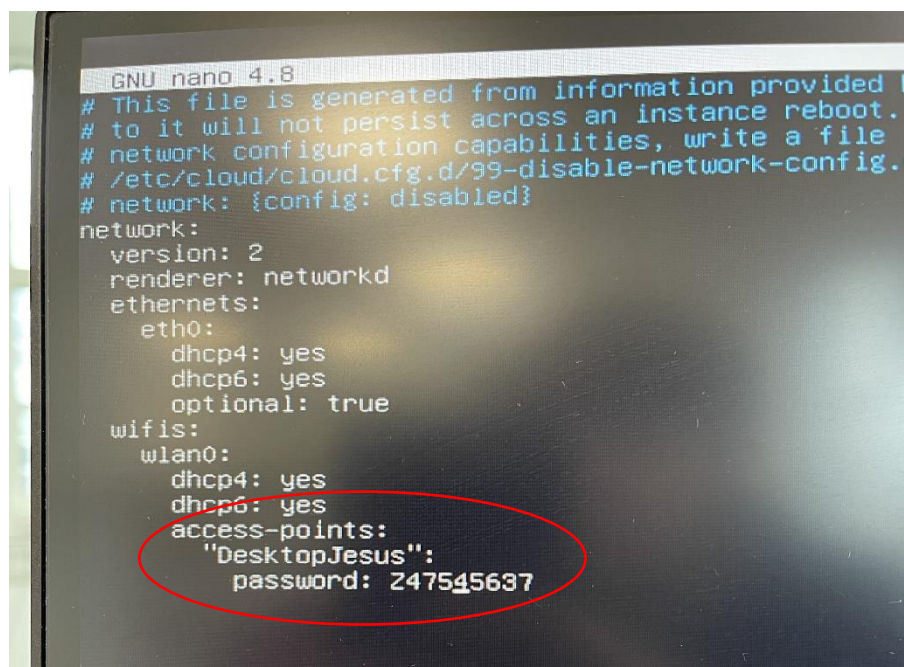 GNU nano 4.8
# This file is generated from information provided
# to it will not persist across an instance reboot.
# network configuration capabilities, write a file
# /etc/cloud/cloud.cfg.d/99-disable-network-config.
# network: {config: disabled}
network:
version: 2
renderer: networkd
ethernets:
eth0:
dhcp4: yes
dhcp6: yes
optional: true
wifis:
wlan0:
dhcp4: yes
dhcp6: yes
access-points:
"DesktopJesus":
password: Z47545637